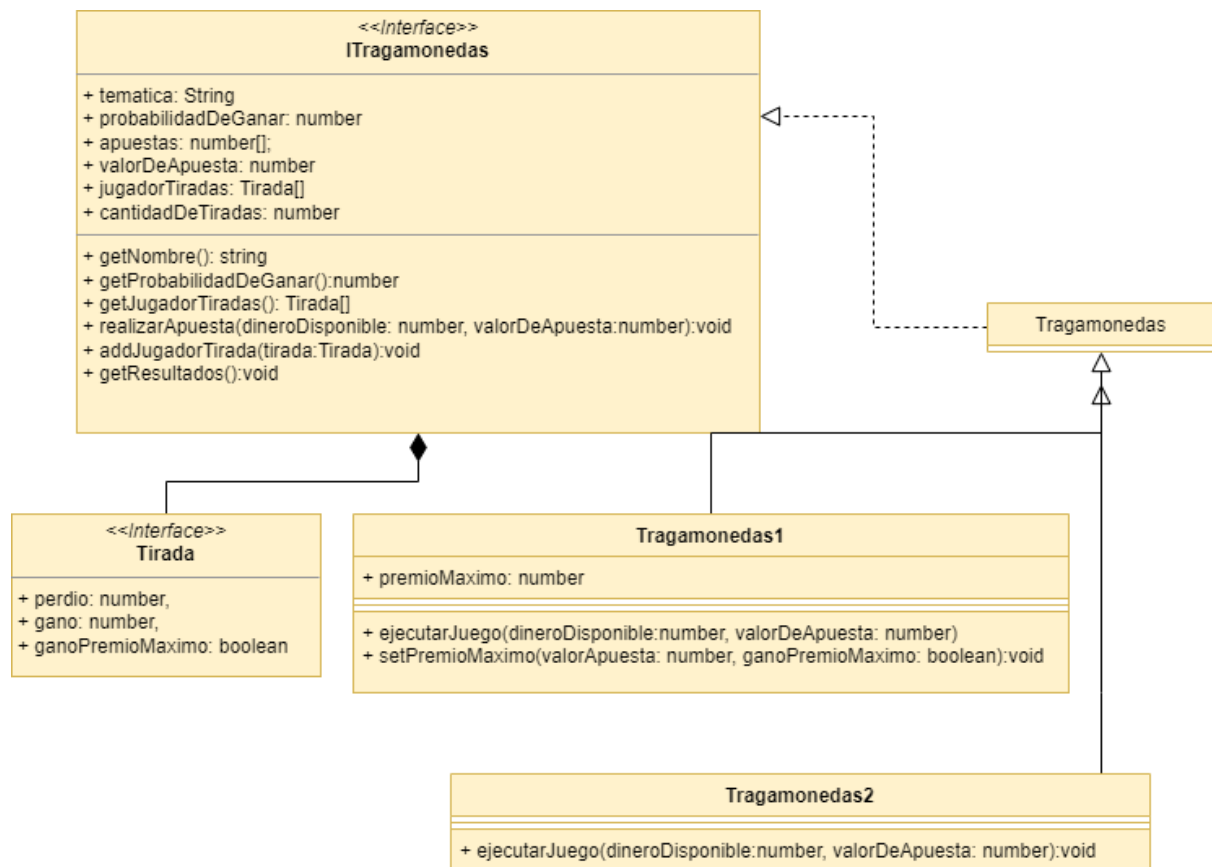 <<Interface>>
ITragamonedas
+ tematica: String
+ probabilidadDeGanar: number
+ apuestas: number[];
+ valorDeApuesta: number
+ jugadorTiradas: Tirada[]
+ cantidadDeTiradas: number
+ getNombre(): string
+ getProbabilidadDeGanar():number
+ getJugadorTiradas(): Tirada[]
+ realizarApuesta(dineroDisponible: number, valorDeApuesta:number):void
+ addJugadorTirada(tirada:Tirada):void
+ getResultados():void
Tragamonedas
<<Interface>>
Tirada
+ perdio: number,
+ gano: number,
+ ganoPremioMaximo: boolean
Tragamonedas1
+ premioMaximo: number
+ ejecutarJuego(dineroDisponible:number, valorDeApuesta: number)
+ setPremioMaximo(valorApuesta: number, ganoPremioMaximo: boolean):void
Tragamonedas2
+ ejecutarJuego(dineroDisponible:number, valorDeApuesta: number):void